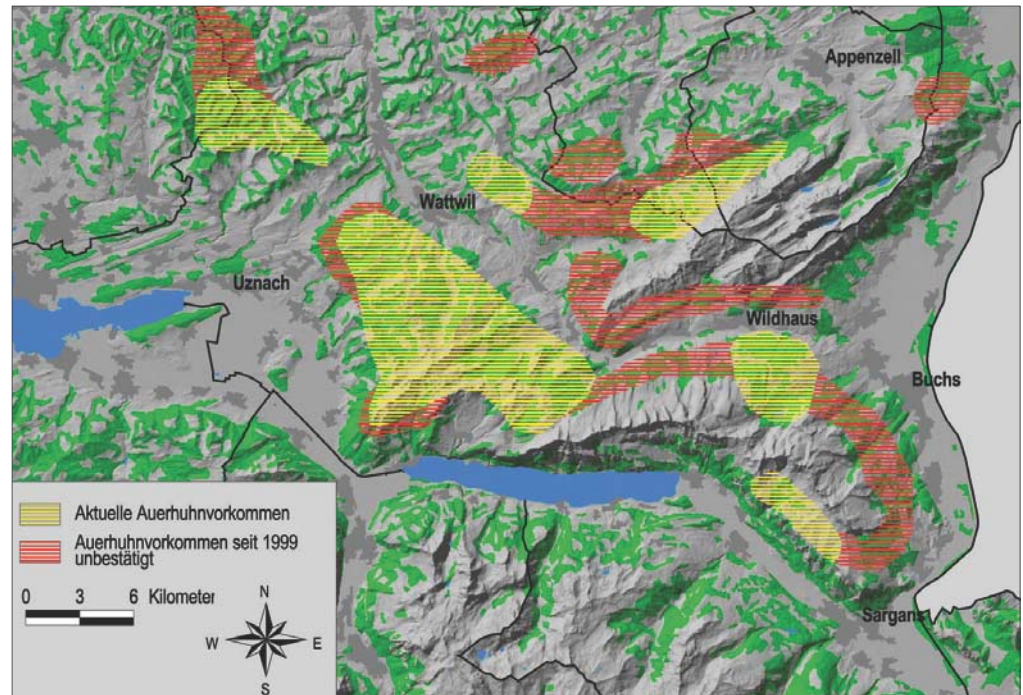 Appenzell
Wattwil
Uznach
Wildhaus
Buchs
Sargans
Aktuelle Auerhuhnvorkommen
Auerhuhnvorkommen seit 1999
unbestätigt
0 3 6 Kilometer
N
W E
S